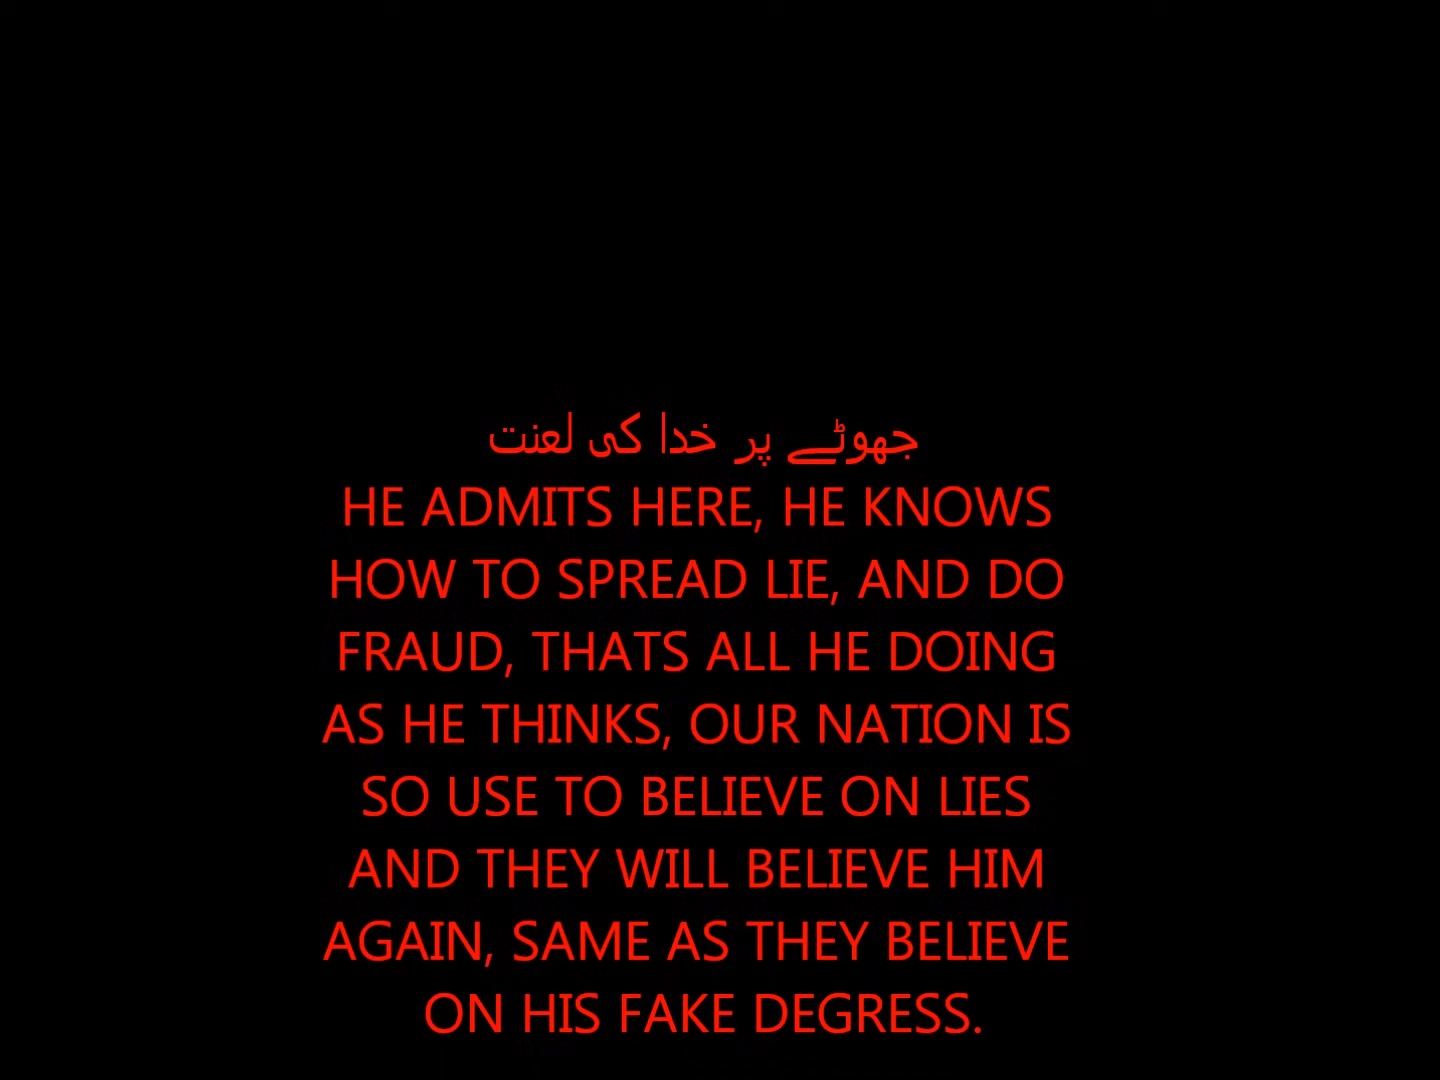 جھوٹے پر خدا کی لعنت
HE ADMITS HERE, HE KNOWS
HOW TO SPREAD LIE, AND DO
FRAUD, THATS ALL HE DOING
AS HE THINKS, OUR NATION IS
SO USE TO BELIEVE ON LIES
AND THEY WILL BELIEVE HIM
AGAIN, SAME AS THEY BELIEVE
ON HIS FAKE DEGRESS.